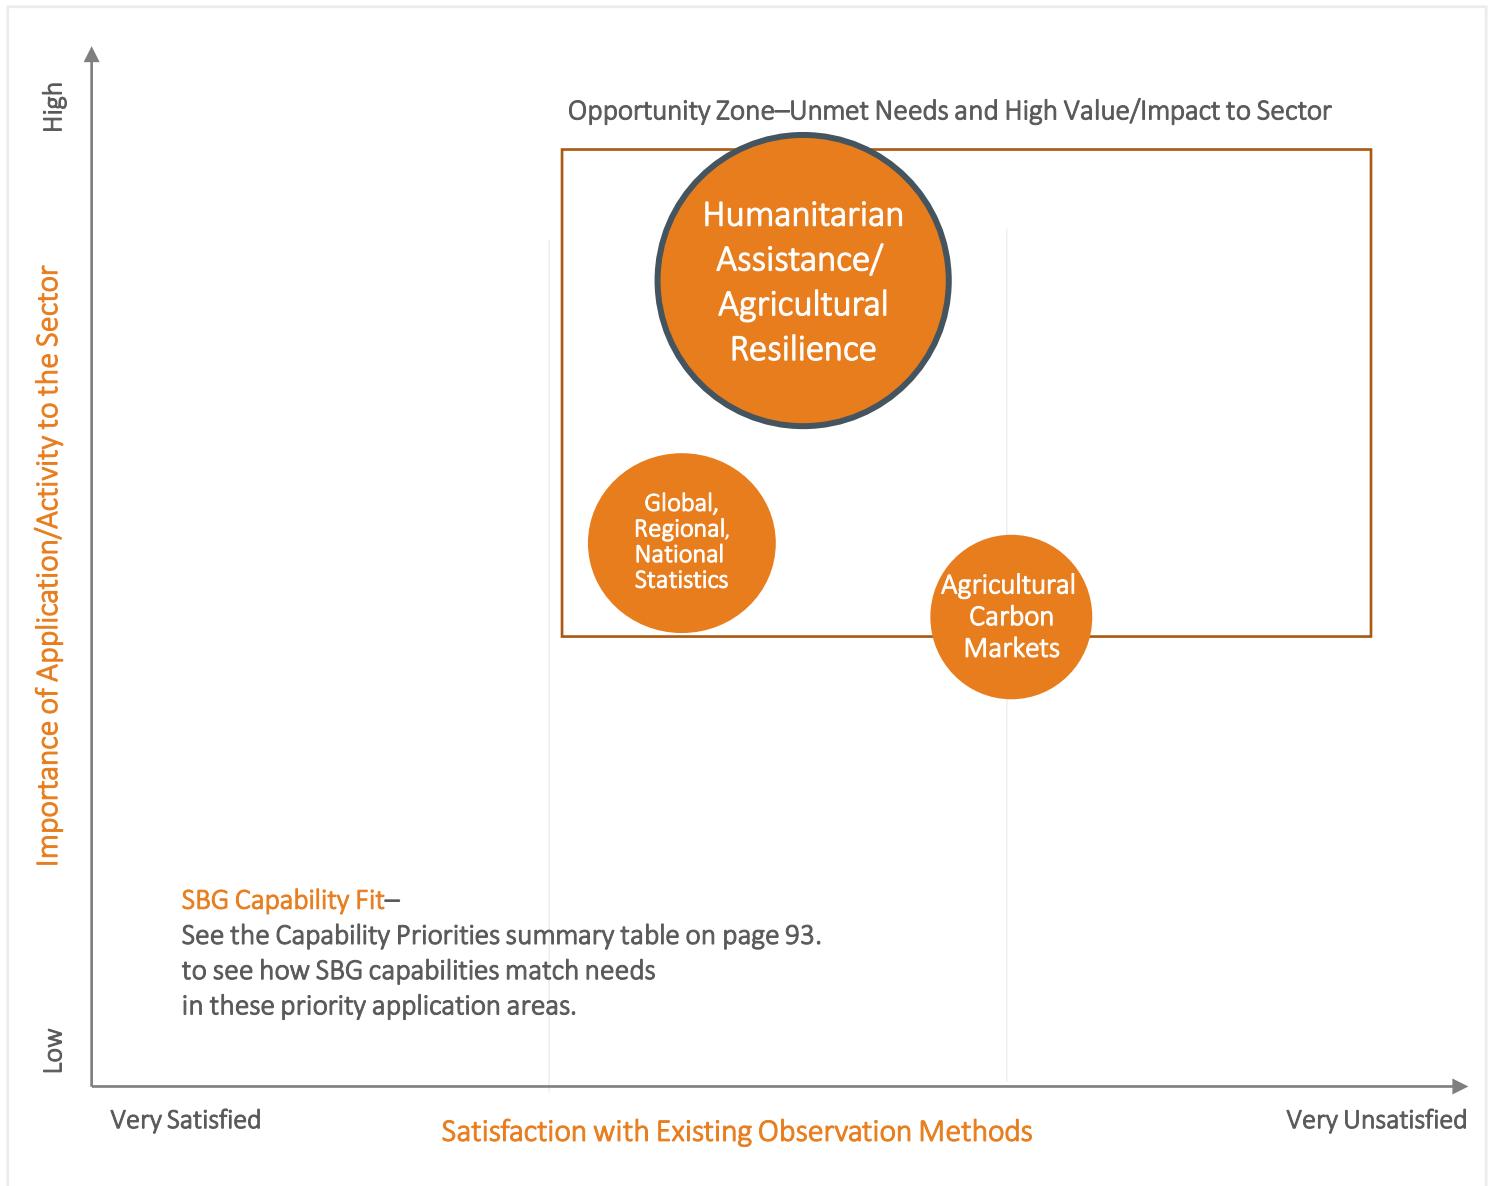 High
Opportunity Zone–Unmet Needs and High Value/Impact to Sector
Humanitarian
Assistance/
Agricultural
Resilience
Importance of Application/Activity to the Sector
Global,
Regional,
National
Statistics
Agricultural
Carbon
Markets
SBG Capability Fit–
See the Capability Priorities summary table on page 93.
to see how SBG capabilities match needs
in these priority application areas.
Low
Very Satisfied
Satisfaction with Existing Observation Methods
Very Unsatisfied